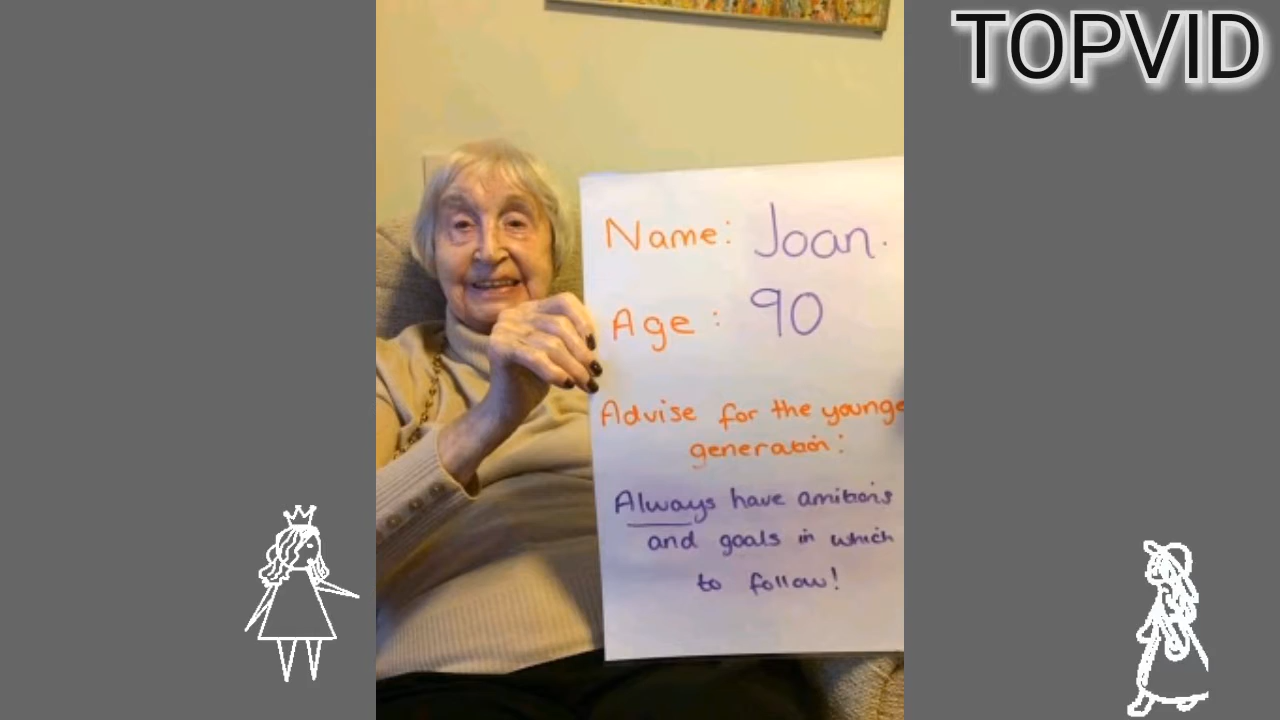 TOPVID
Name: Joan.
Age: 90
Advise for the younge
generation:
Always have amitions
and goals in which
to follow!